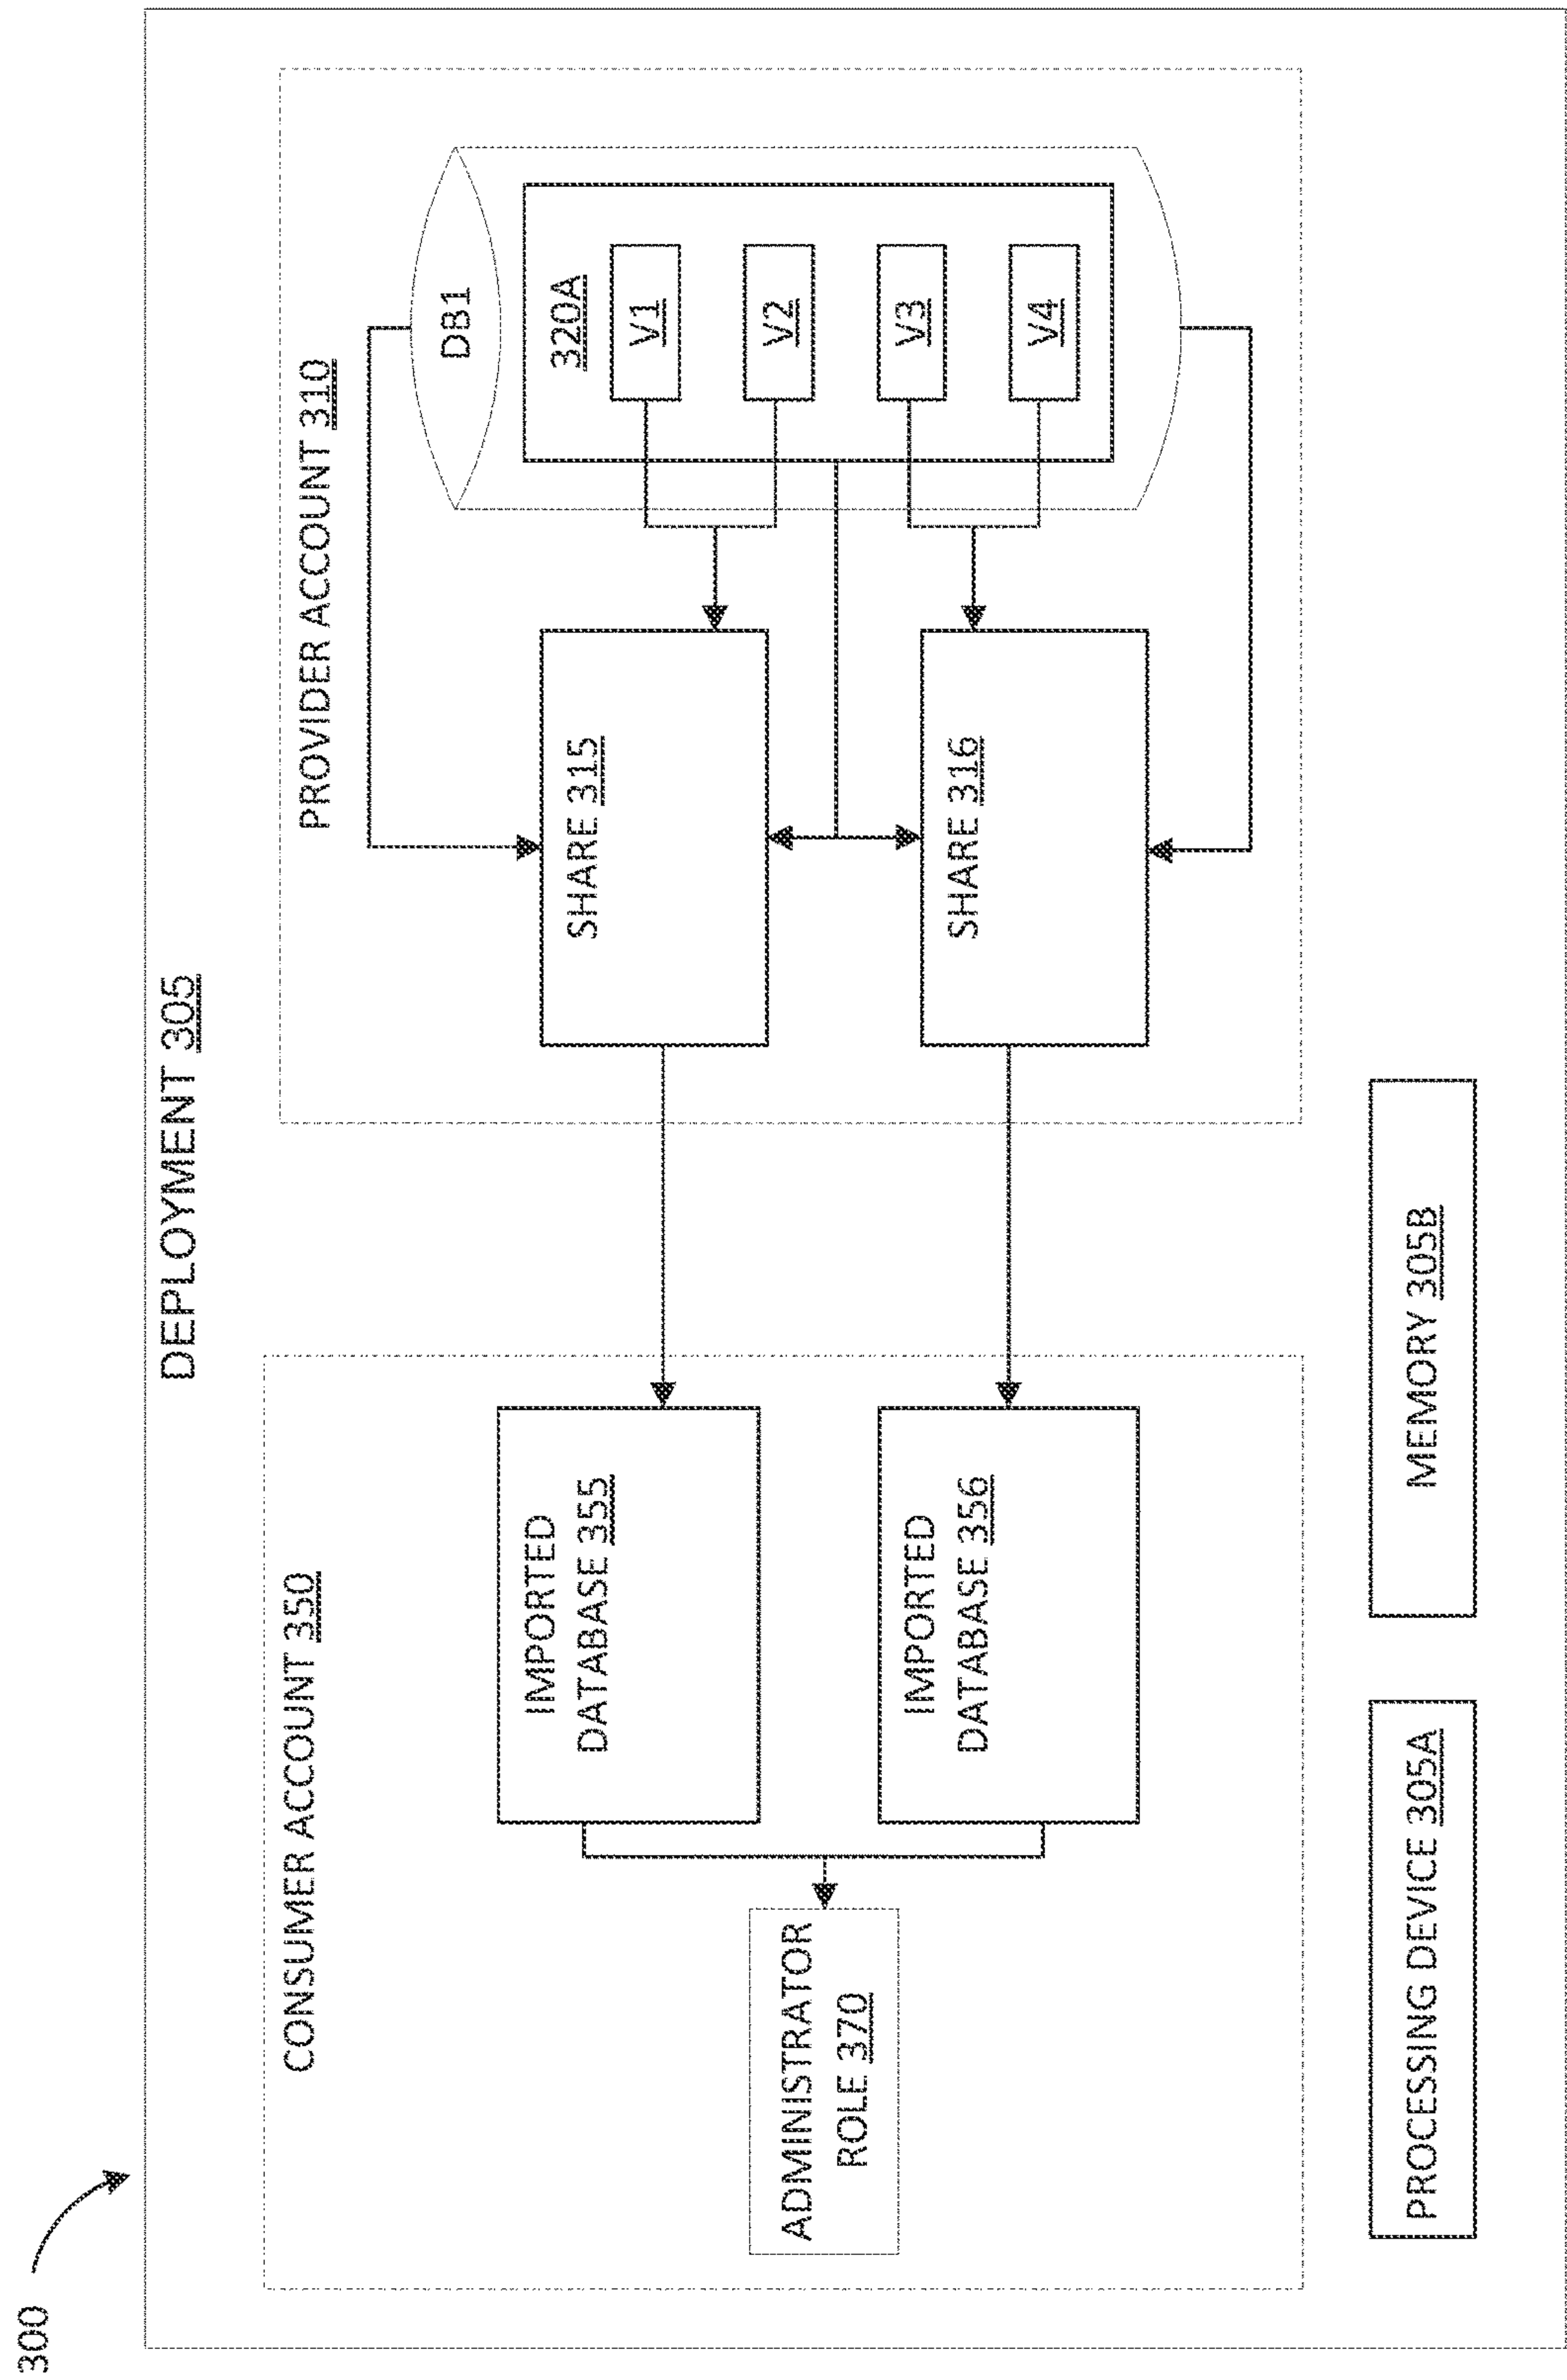 300
DEPLOYMENT 305
CONSUMER ACCOUNT 350
ADMINISTRATOR
ROLE 370
IMPORTED
DATABASE 355
IMPORTED
DATABASE 356
PROVIDER ACCOUNT 310
SHARE 315
SHARE 316
DB1
320A
V1
V2
V3
V4
PROCESSING DEVICE 305A
MEMORY 305B